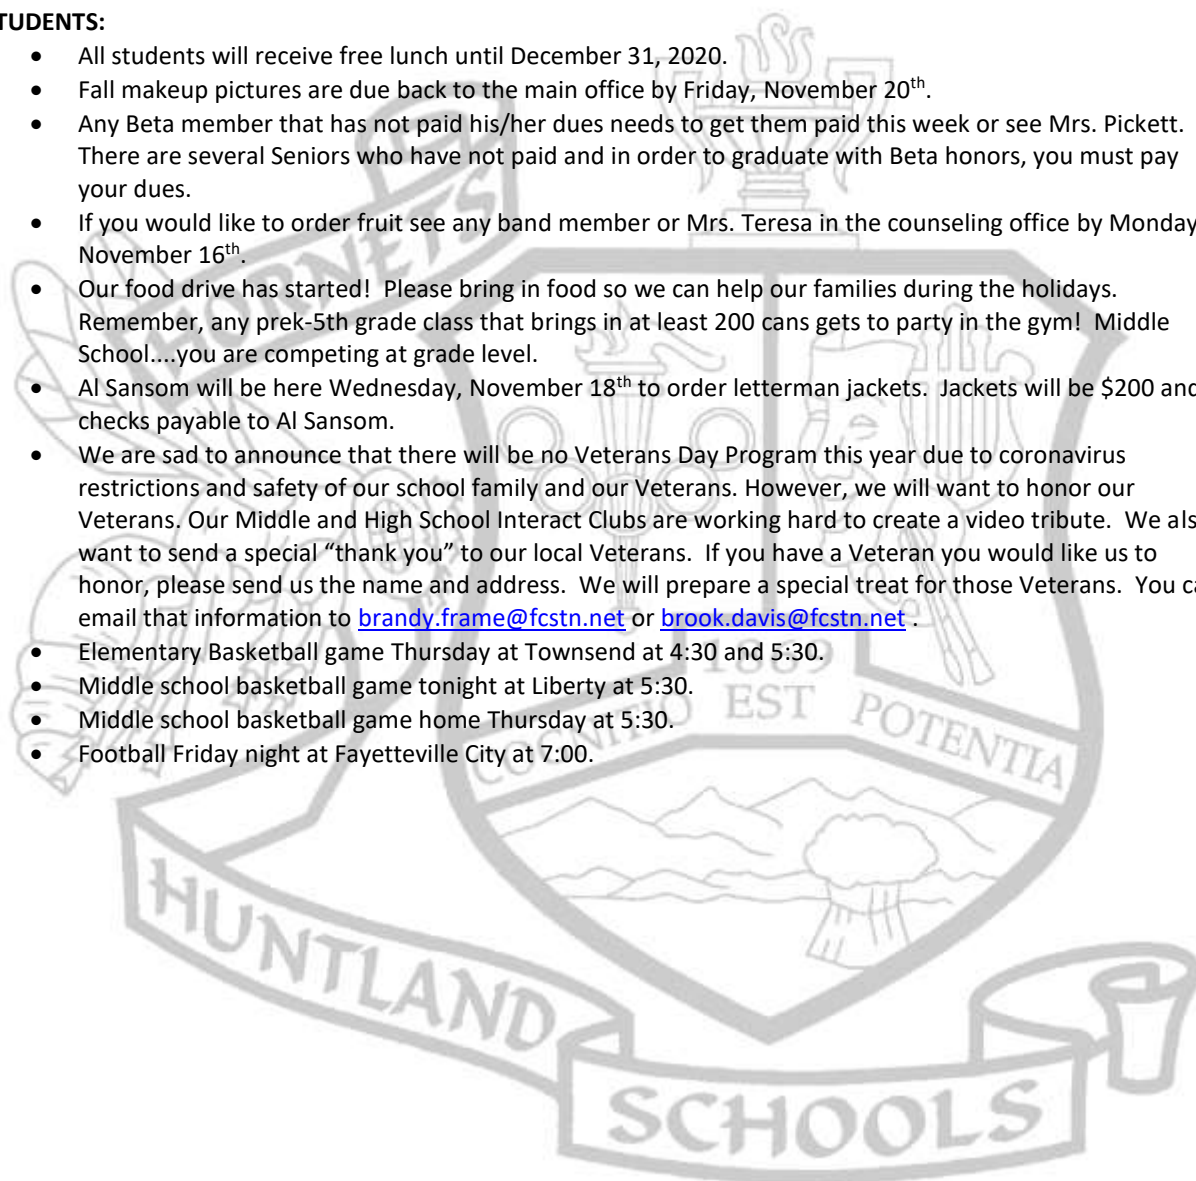 TUDENTS:
• All students will receive free lunch until December 31, 2020.
• Fall makeup pictures are due back to the main office by Friday, November 20th.
• Any Beta member that has not paid his/her dues needs to get them paid this week or see Mrs. Pickett.
There are several Seniors who have not paid and in order to graduate with Beta honors, you must pay
your dues.
• If you would like to order fruit see any band member or Mrs. Teresa in the counseling office by Monday
November 16th.
• Our food drive has started!  Please bring in food so we can help our families during the holidays.
Remember, any prek-5th grade class that brings in at least 200 cans gets to party in the gym!  Middle
School....you are competing at grade level.
• Al Sansom will be here Wednesday, November 18th to order letterman jackets.  Jackets will be $200 and
checks payable to Al Sansom.
• We are sad to announce that there will be no Veterans Day Program this year due to coronavirus
restrictions and safety of our school family and our Veterans. However, we will want to honor our
Veterans. Our Middle and High School Interact Clubs are working hard to create a video tribute.  We als
want to send a special “thank you” to our local Veterans.  If you have a Veteran you would like us to
honor, please send us the name and address.  We will prepare a special treat for those Veterans.  You ca
email that information to brandy.frame@fcstn.net or brook.davis@fcstn.net .
• Elementary Basketball game Thursday at Townsend at 4:30 and 5:30.
• Middle school basketball game tonight at Liberty at 5:30.
• Middle school basketball game home Thursday at 5:30.
• Football Friday night at Fayetteville City at 7:00.
HORNETS
1869
COGNITIO EST POTENTIA
HUNTLAND
SCHOOLS